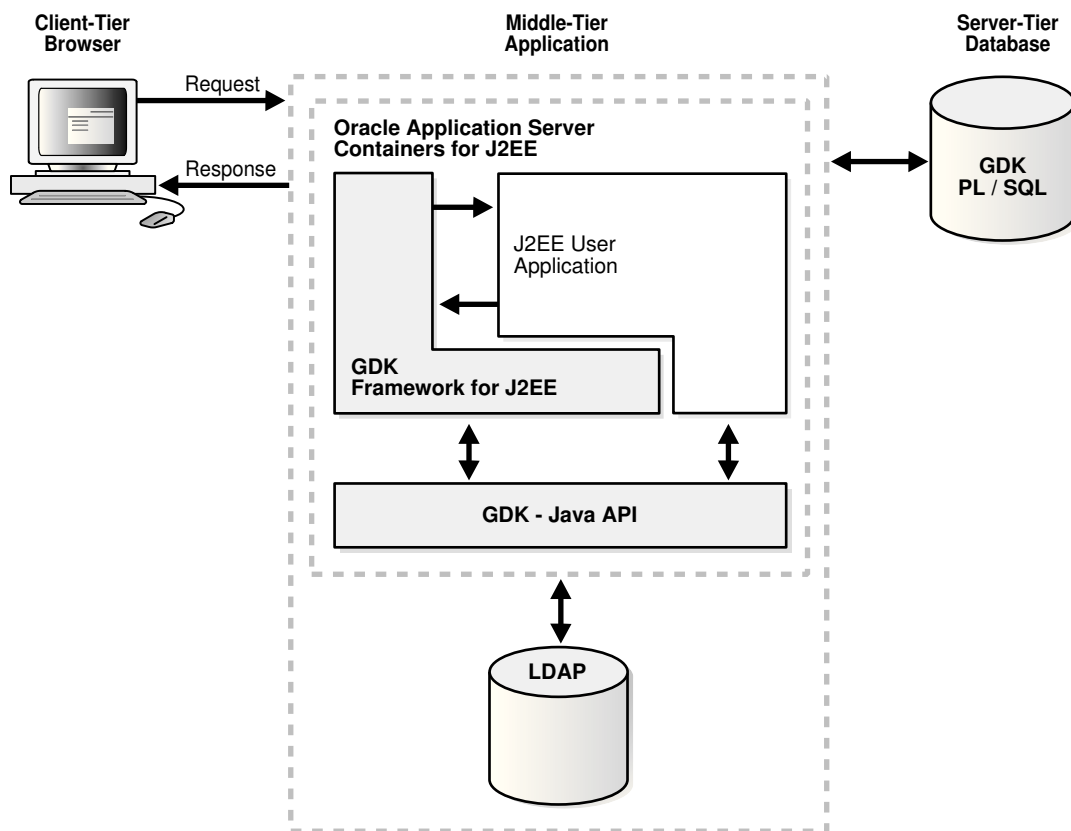 Client-Tier
Browser
Middle-Tier
Application
Server-Tier
Database
Request
Response
Oracle Application Server
Containers for J2EE
GDK
PL / SQL
J2EE User
Application
GDK
Framework for J2EE
GDK - Java API
LDAP